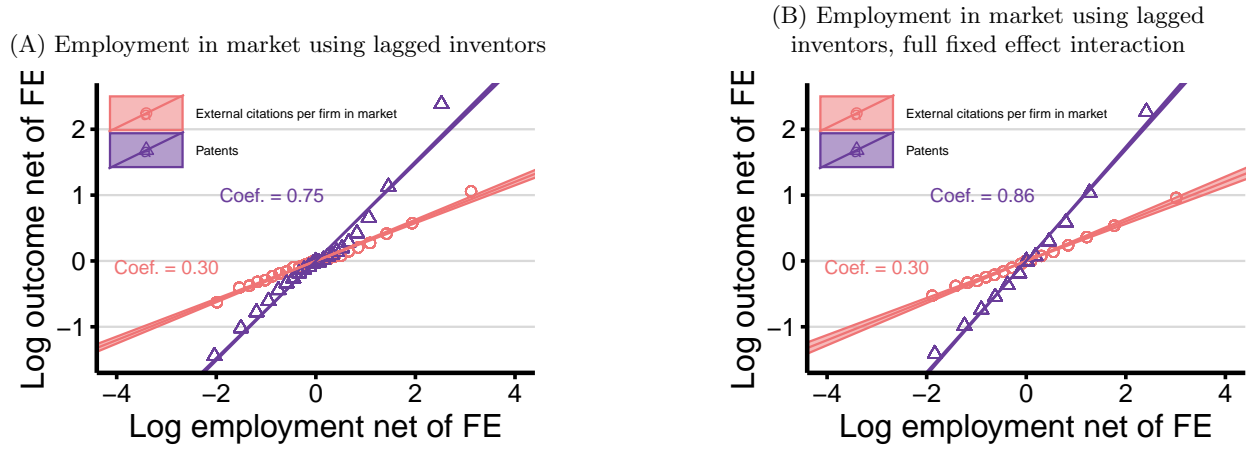 (A) Employment in market using lagged inventors
Log outcome net of FE
External citations per firm in market
Patents
Coef. = 0.75
Coef. = 0.30
2
1
0
−1
−4 −2 0 2 4
Log employment net of FE
(B) Employment in market using lagged
inventors, full fixed effect interaction
Log outcome net of FE
External citations per firm in market
Patents
Coef. = 0.86
Coef. = 0.30
2
1
0
−1
−4 −2 0 2 4
Log employment net of FE